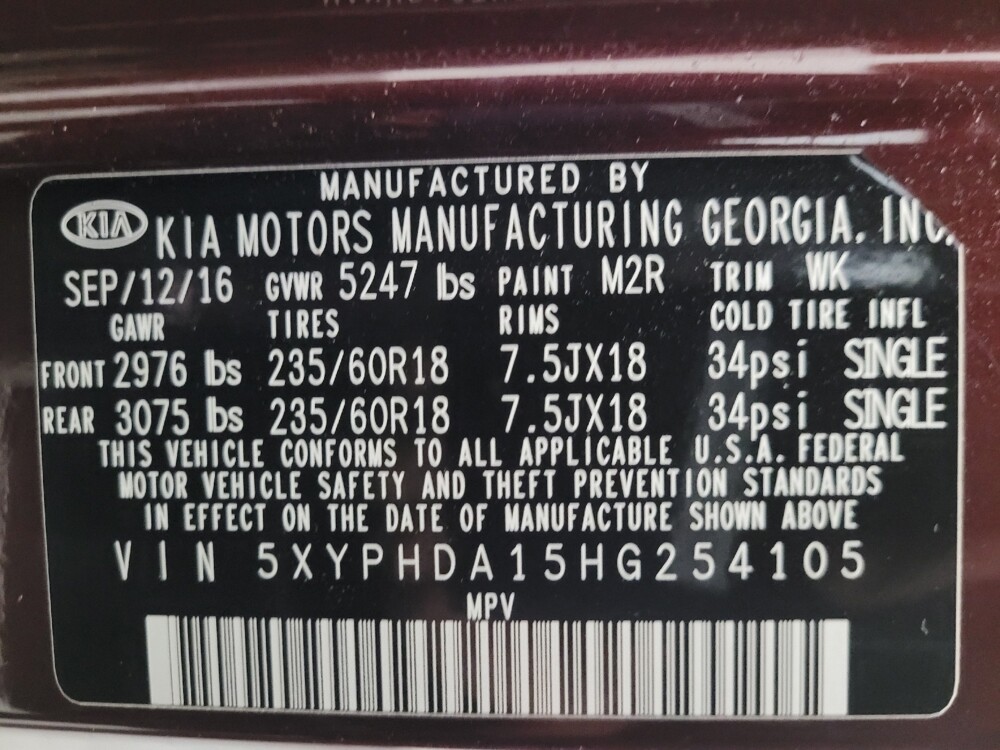 MANUFACTURED BY
KIA KIA MOTORS MANUFACTURING GEORGIA, INC.
SEP/12/16 GVWR 5247 lbs PAINT M2R TRIM WK
GAWR TIRES RIMS COLD TIRE INFL
FRONT 2976 lbs 235/60R18 7.5JX18 34psi SINGLE
REAR 3075 lbs 235/60R18 7.5JX18 34psi SINGLE
THIS VEHICLE CONFORMS TO ALL APPLICABLE U.S.A. FEDERAL
MOTOR VEHICLE SAFETY AND THEFT PREVENTION STANDARDS
IN EFFECT ON THE DATE OF MANUFACTURE SHOWN ABOVE
VIN 5XYPHDA15HG254105
MPV